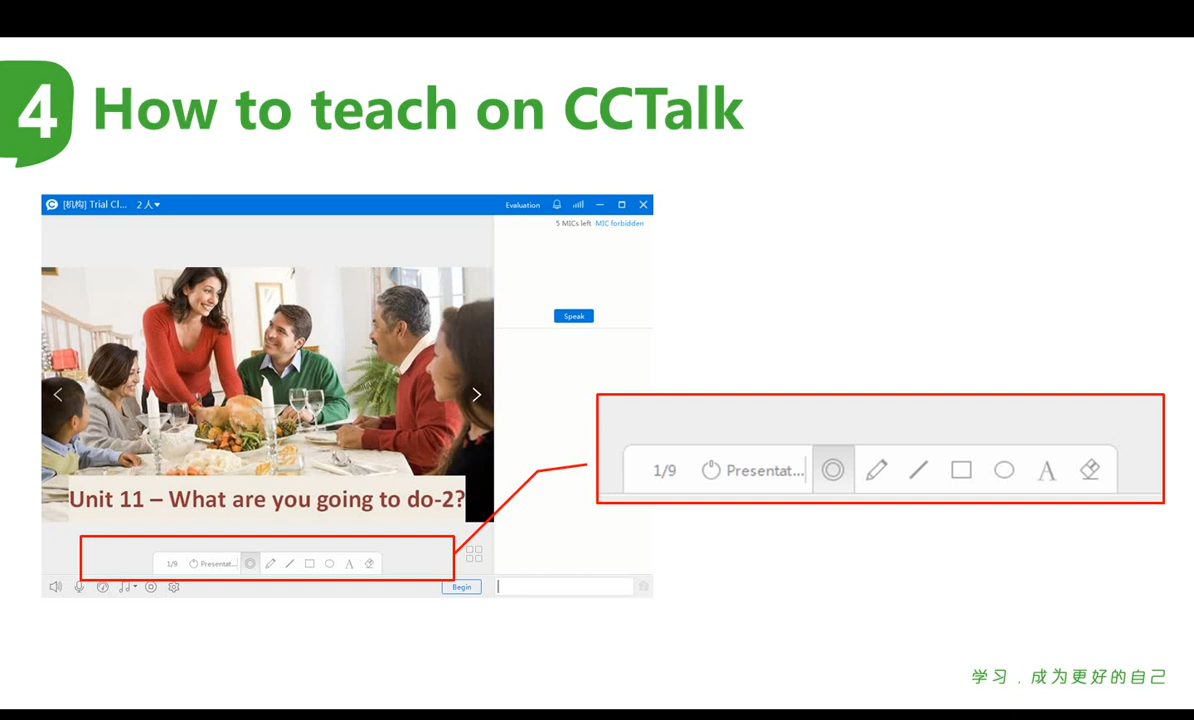 4 How to teach on CCTalk
[机构] Trial Cl... 2人
Evaluation
5 MICs left MIC forbidden
Speak
Unit 11 – What are you going to do-2?
1/9 Presentat... A
Begin
1/9 Presentat... A
学习．成为更好的自己